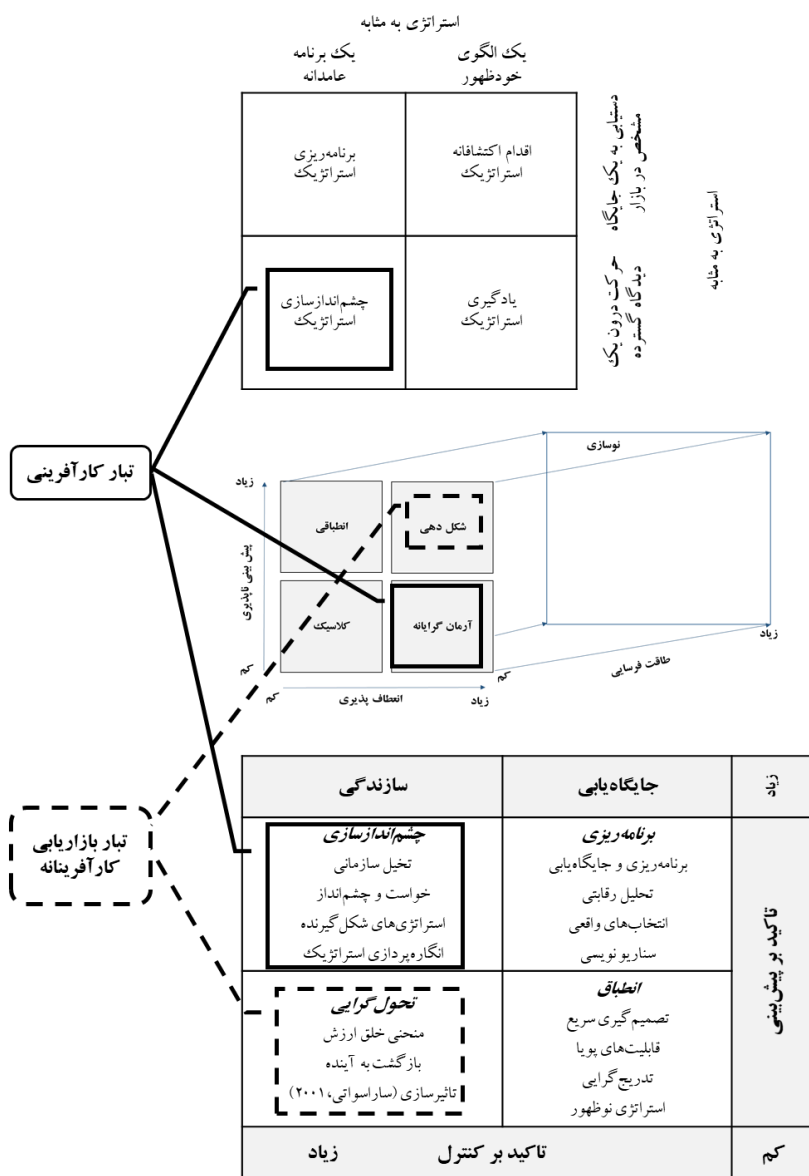 استراتژی به مثابه
یک الگوی
خودظهور
یک برنامه
عامدانه
دستیابی به یک جایگاه
مشخص در بازار
حرکت درون یک
دیدگاه گسترده
استراتژی به مثابه
اقدام اکتشافانه
استراتژیک
برنامه‌ریزی
استراتژیک
یادگیری
استراتژیک
چشم‌اندازسازی
استراتژیک
تبار کارآفرینی
نوسازی
زیاد
شکل دهی
انطباقی
پیش بینی ناپذیری
آرمان گرایانه
کلاسیک
زیاد
طاقت فرسایی
کم
کم
کم
انعطاف پذیری
زیاد
تبار بازاریابی
کارآفرینانه
زیاد
جایگاه‌یابی
سازندگی
تاکید بر پیش‌بینی
برنامه‌ریزی
برنامه‌ریزی و جایگاه‌یابی
تحلیل رقابتی
انتخاب‌های واقعی
سناریو نویسی
چشم‌اندازسازی
تخیل سازمانی
خواست و چشم‌انداز
استراتژی‌های شکل‌گیرنده
انگاره‌پردازی استراتژیک
انطباق
تصمیم‌گیری سریع
قابلیت‌های پویا
تدریج‌گرایی
استراتژی نوظهور
تحول‌گرایی
منحنی خلق ارزش
بازگشت به آینده
تاثیرسازی (ساراسواتی، ۲۰۰۱)
کم
تاکید بر کنترل
زیاد